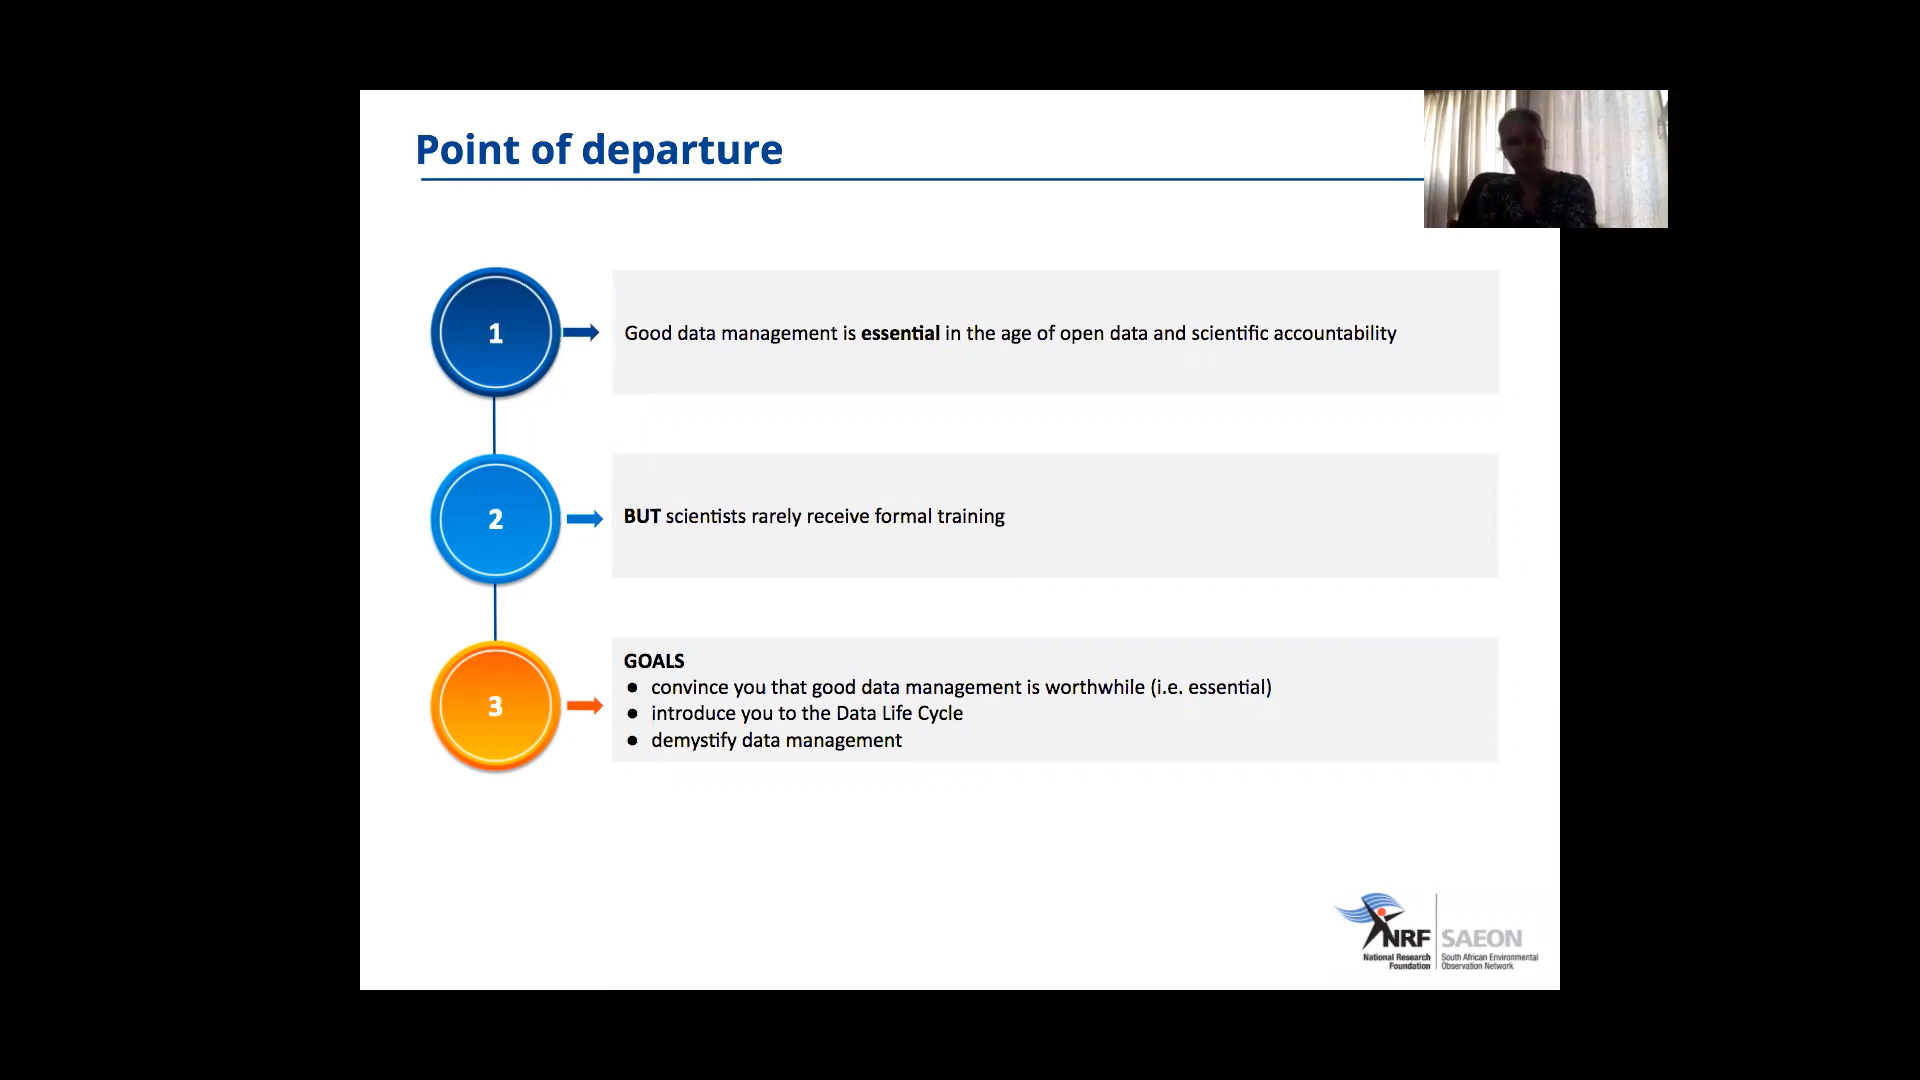 Point of departure
1
Good data management is essential in the age of open data and scientific accountability
2
BUT scientists rarely receive formal training
3
GOALS
● convince you that good data management is worthwhile (i.e. essential)
● introduce you to the Data Life Cycle
● demystify data management
NRF
National Research
Foundation
SAEON
South African Environmental
Observation Network